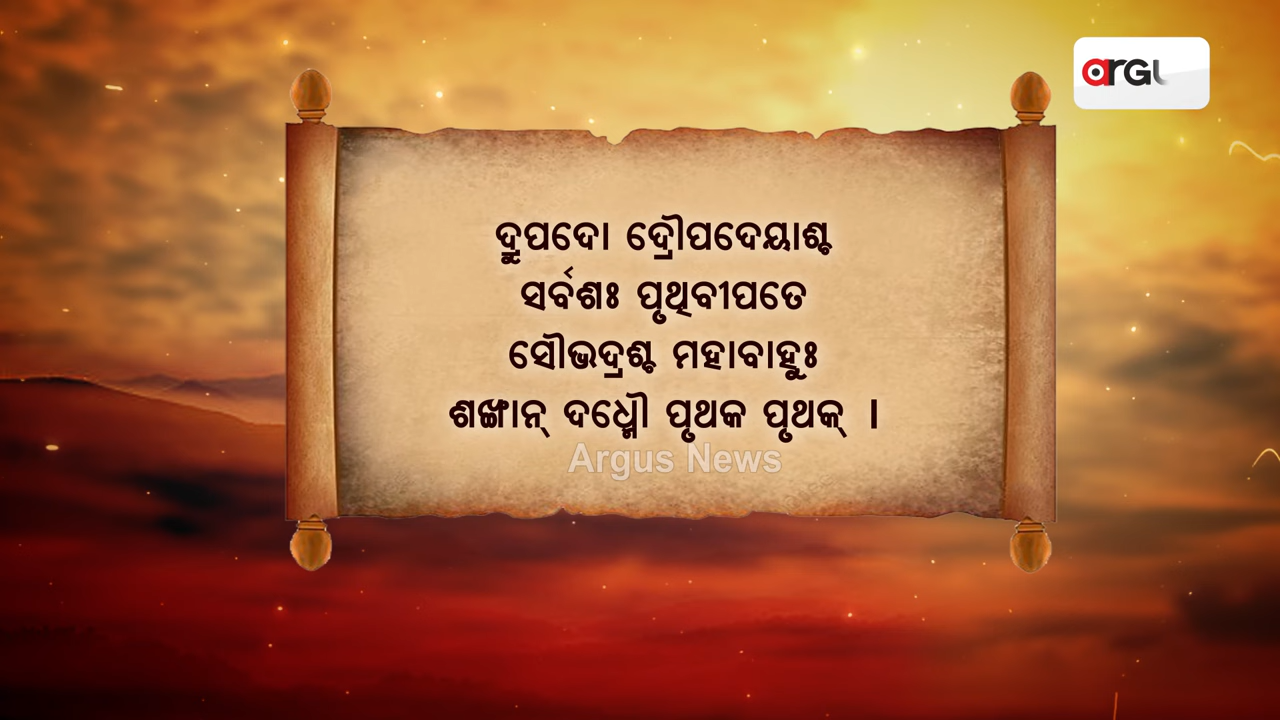 ଦ୍ରୁପଦୋ ଦ୍ରୌପଦେୟାଶ୍ଚ
ସର୍ବଶଃ ପୃଥିବୀପତେ
ସୌଭଦ୍ରଶ୍ଚ ମହାବାହୁଃ
ଶଙ୍ଖାନ୍ ଦଧ୍ମୌ ପୃଥକ ପୃଥକ୍ ।
Argus News